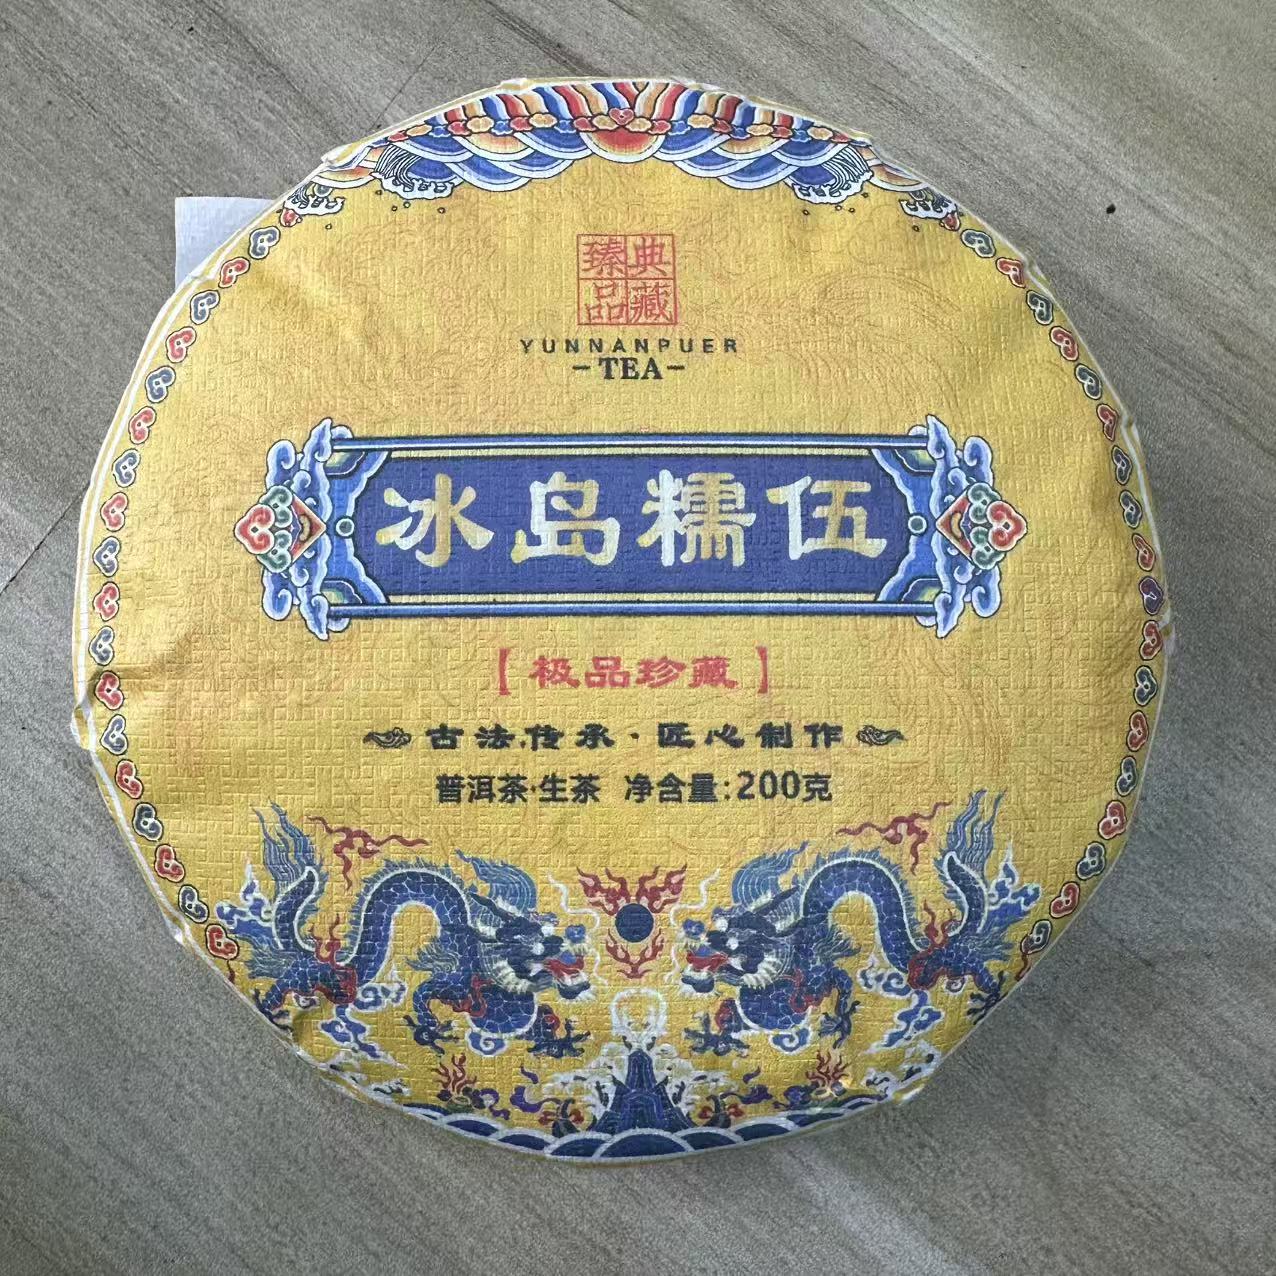 臻典
品藏
YUNNANPUER
-TEA-
冰岛糯伍
【极品珍藏】
古法传承·匠心制作
普洱茶·生茶 净含量:200克